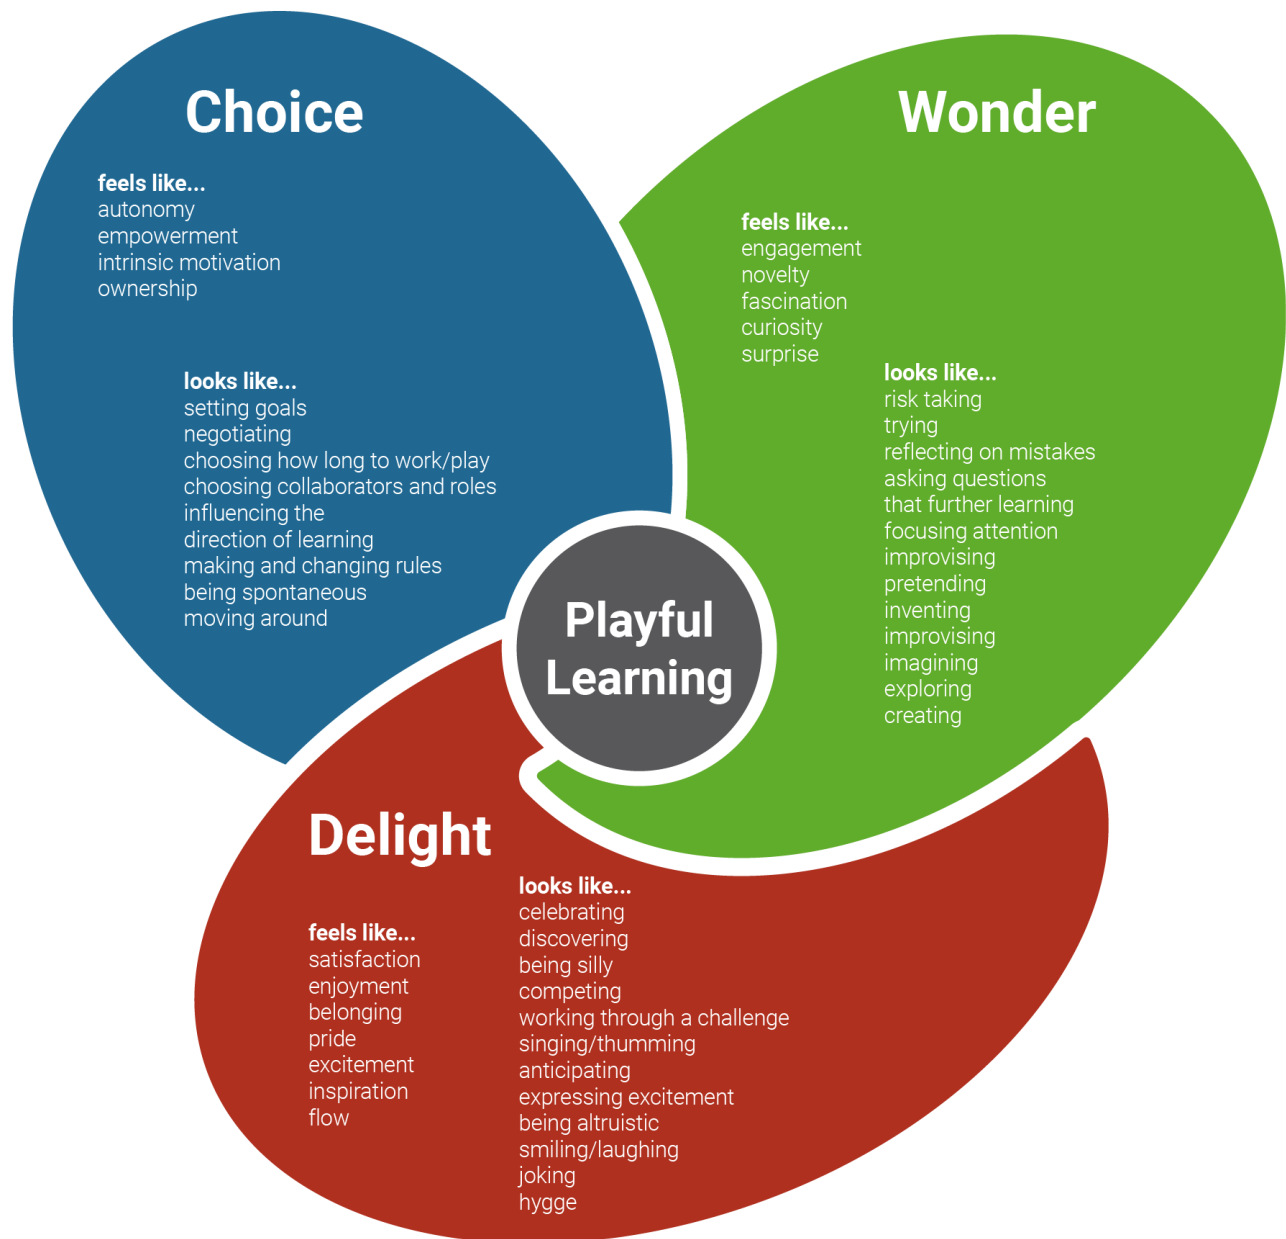 Choice
feels like...
autonomy
empowerment
intrinsic motivation
ownership
looks like...
setting goals
negotiating
choosing how long to work/play
choosing collaborators and roles
influencing the
direction of learning
making and changing rules
being spontaneous
moving around
Wonder
feels like...
engagement
novelty
fascination
curiosity
surprise
looks like...
risk taking
trying
reflecting on mistakes
asking questions
that further learning
focusing attention
improvising
pretending
inventing
improvising
imagining
exploring
creating
Playful
Learning
Delight
feels like...
satisfaction
enjoyment
belonging
pride
excitement
inspiration
flow
looks like...
celebrating
discovering
being silly
competing
working through a challenge
singing/thumming
anticipating
expressing excitement
being altruistic
smiling/laughing
joking
hygge